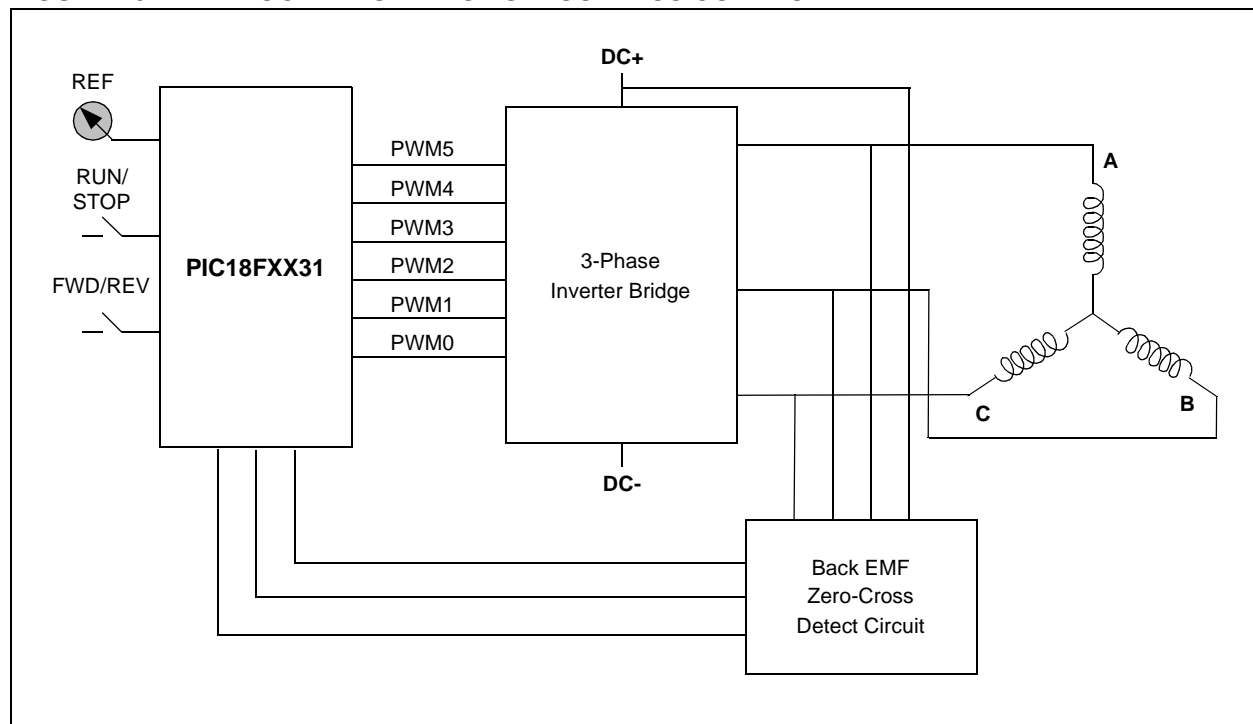 REF
RUN/
STOP
FWD/REV
PIC18FXX31
PWM5
PWM4
PWM3
PWM2
PWM1
PWM0
DC+
3-Phase
Inverter Bridge
DC-
A
B
C
Back EMF
Zero-Cross
Detect Circuit